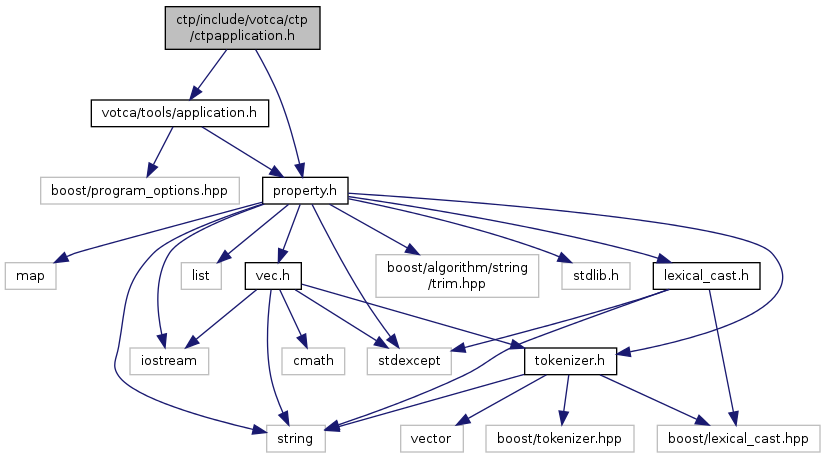 ctp/include/votca/ctp
/ctpapplication.h
votca/tools/application.h
boost/program_options.hpp
property.h
map
list
vec.h
boost/algorithm/string
/trim.hpp
stdlib.h
lexical_cast.h
iostream
cmath
stdexcept
tokenizer.h
string
vector
boost/tokenizer.hpp
boost/lexical_cast.hpp